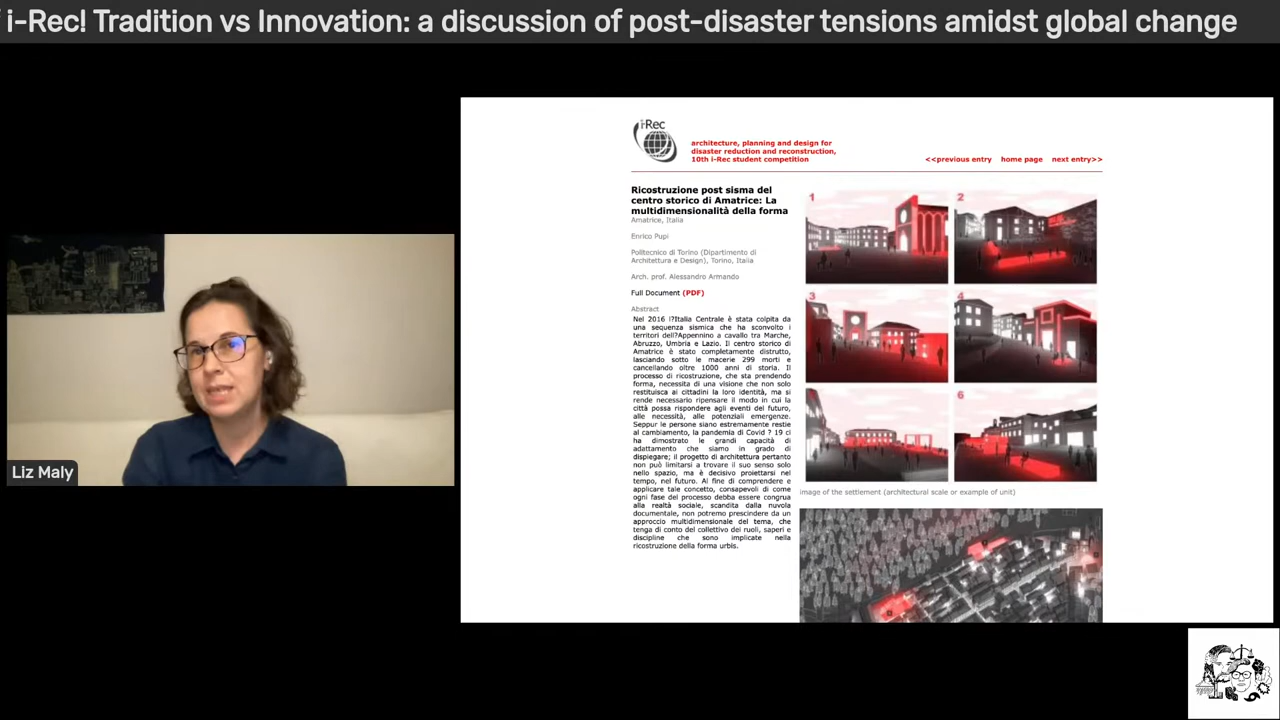 i-Rec! Tradition vs Innovation: a discussion of post-disaster tensions amidst global change
i-Rec
architecture, planning and design for
disaster reduction and reconstruction,
10th i-Rec student competition
<<previous entry home page next entry>>
Ricostruzione post sisma del
centro storico di Amatrice: La
multidimensionalità della forma
Amatrice, Italia
Enrico Pupi
Politecnico di Torino (Dipartimento di
Architettura e Design), Torino, Italia
Arch. prof. Alessandro Armando
Full Document (PDF)
Abstract
Nel 2016 l?Italia Centrale è stata colpita da
una sequenza sismica che ha sconvolto i
territori dell?Appennino a cavallo tra Marche,
Abruzzo, Umbria e Lazio. Il centro storico di
Amatrice è stato completamente distrutto,
lasciando sotto le macerie 299 morti e
cancellando oltre 1000 anni di storia. Il
processo di ricostruzione, che sta prendendo
forma, necessita di una visione che non solo
restituisca ai cittadini la loro identità, ma si
rende necessario ripensare il modo in cui la
città possa rispondere agli eventi del futuro,
alle necessità, alle potenziali emergenze.
Seppur le persone siano estremamente restie
al cambiamento, la pandemia di Covid ? 19 ci
ha dimostrato le grandi capacità di
adattamento che siamo in grado di
dispiegare; il progetto di architettura pertanto
non può limitarsi a trovare il suo senso solo
nello spazio, ma è decisivo proiettarsi nel
tempo, nel futuro. Al fine di comprendere e
applicare tale concetto, consapevoli di come
ogni fase del processo debba essere congrua
alla realtà sociale, scandita dalla nuvola
documentale, non potremo prescindere da un
approccio multidimensionale del tema, che
tenga di conto del collettivo dei ruoli, saperi e
discipline che sono implicate nella
ricostruzione della forma urbis.
1
2
3
4
6
image of the settlement (architectural scale or example of unit)
Liz Maly